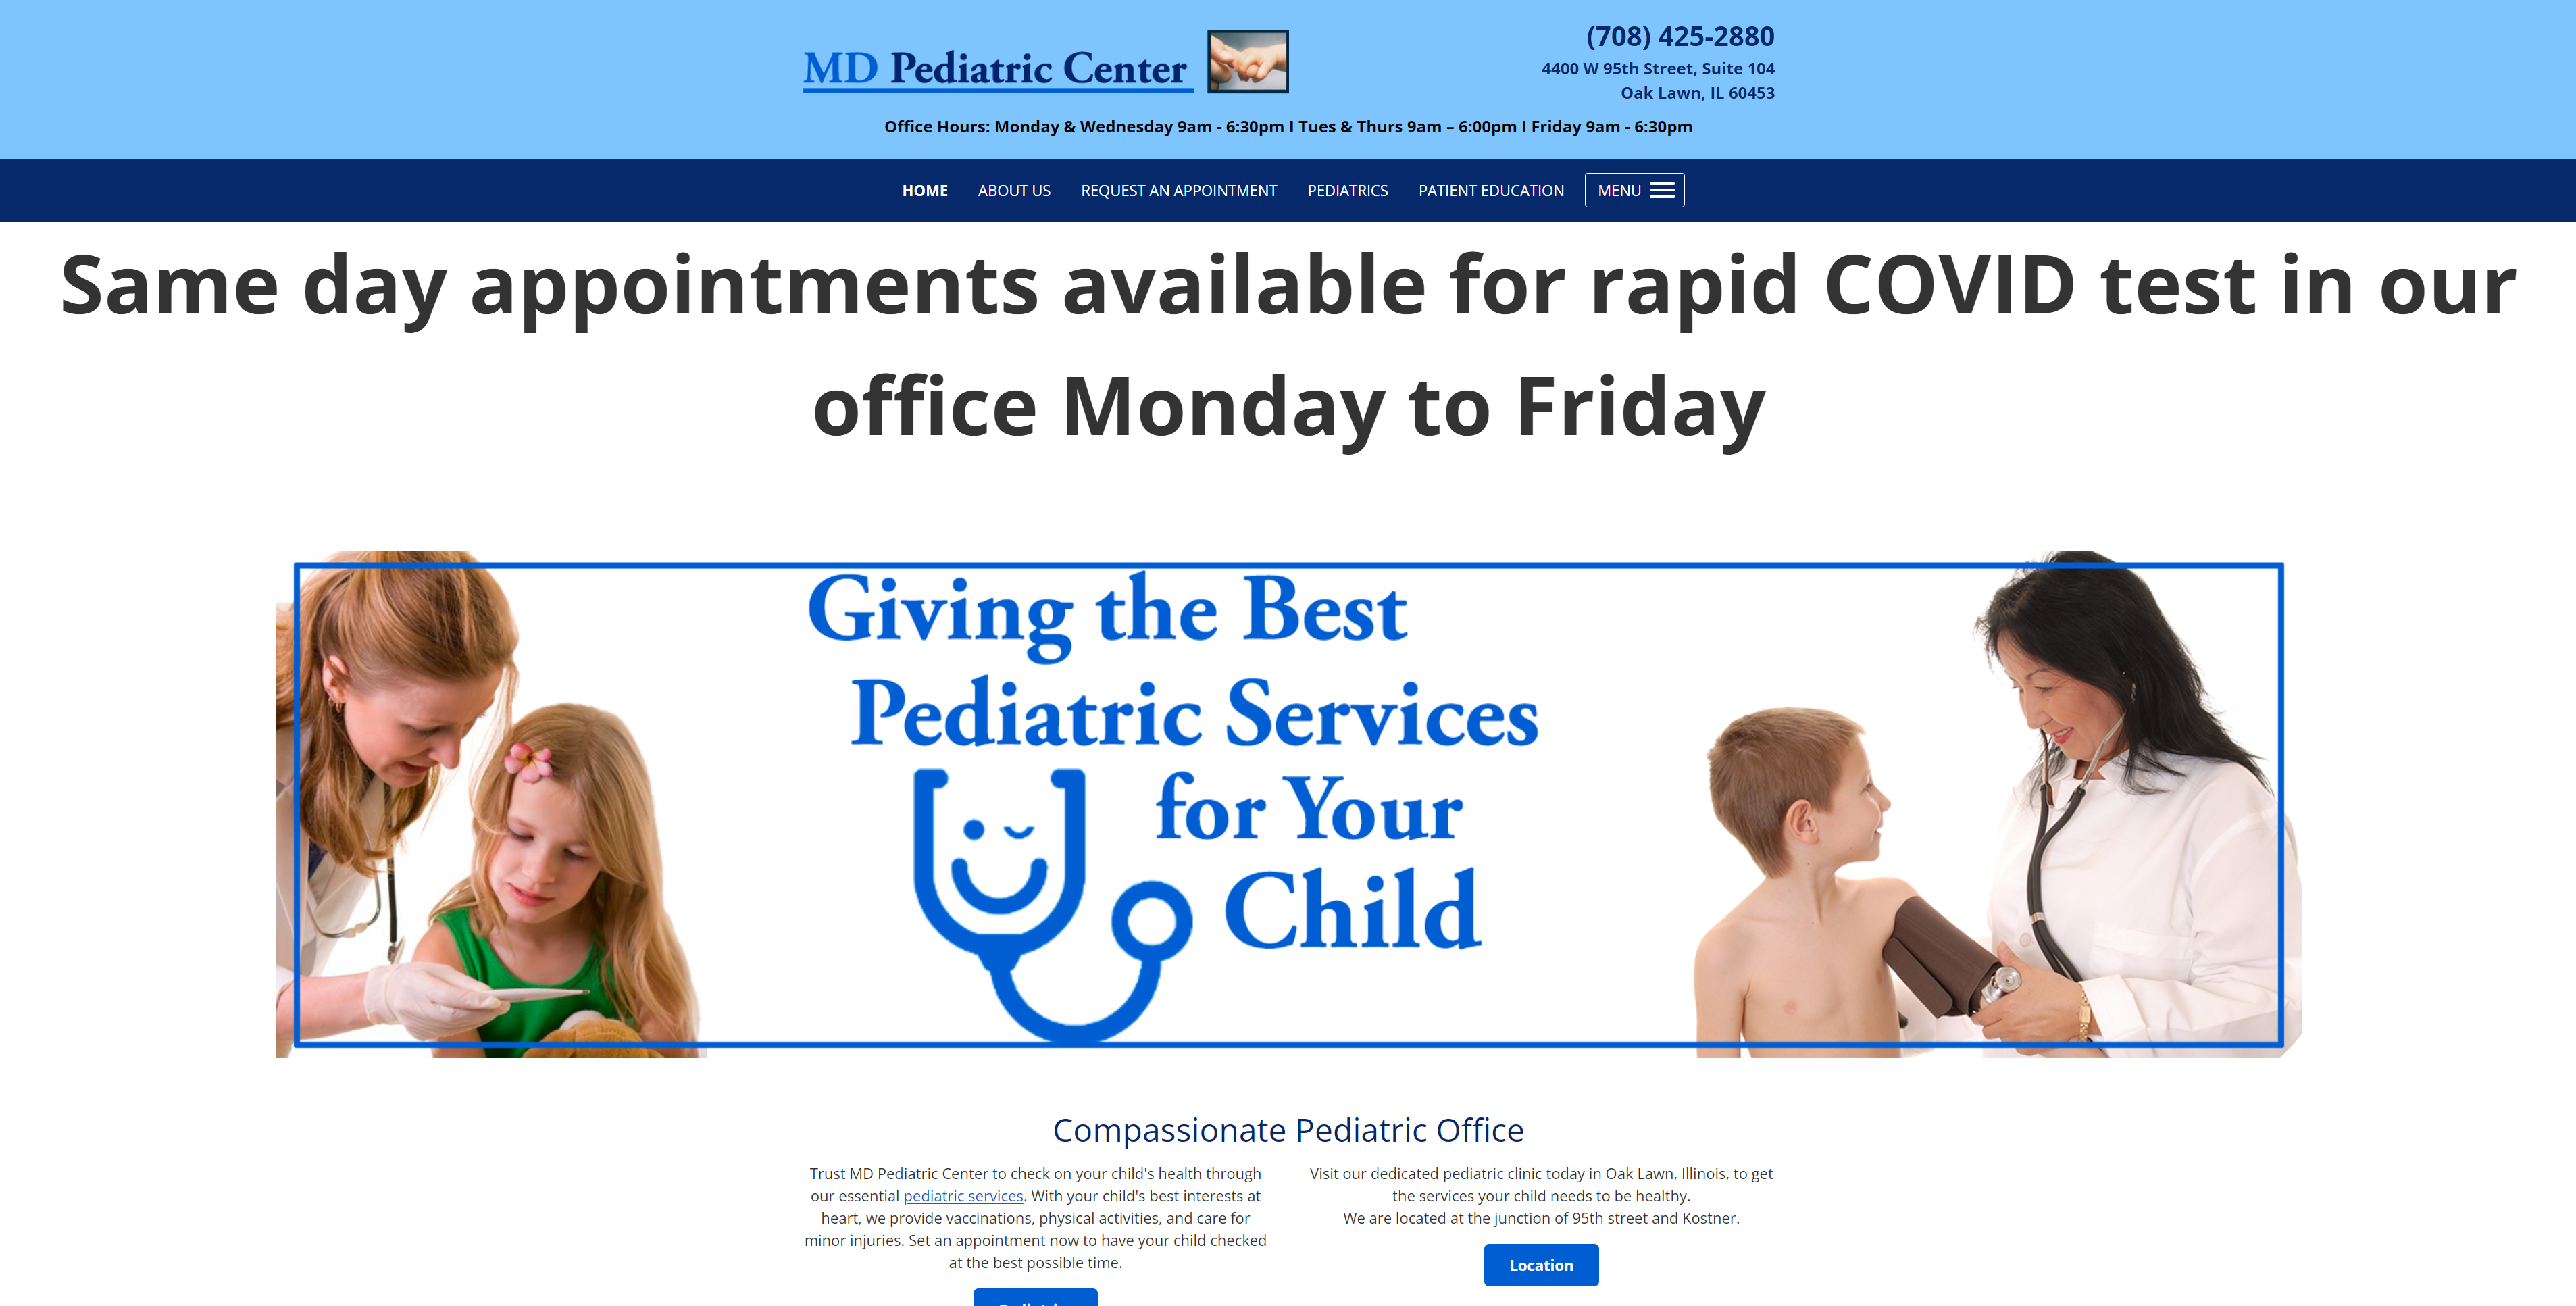 MD Pediatric Center
(708) 425-2880
4400 W 95th Street, Suite 104
Oak Lawn, IL 60453
Office Hours: Monday & Wednesday 9am - 6:30pm I Tues & Thurs 9am – 6:00pm I Friday 9am - 6:30pm
HOME ABOUT US REQUEST AN APPOINTMENT PEDIATRICS PATIENT EDUCATION MENU
Same day appointments available for rapid COVID test in our
office Monday to Friday
Giving the Best
Pediatric Services
for Your
Child
Compassionate Pediatric Office
Trust MD Pediatric Center to check on your child's health through
our essential pediatric services. With your child's best interests at
heart, we provide vaccinations, physical activities, and care for
minor injuries. Set an appointment now to have your child checked
at the best possible time.
Visit our dedicated pediatric clinic today in Oak Lawn, Illinois, to get
the services your child needs to be healthy.
We are located at the junction of 95th street and Kostner.
Location